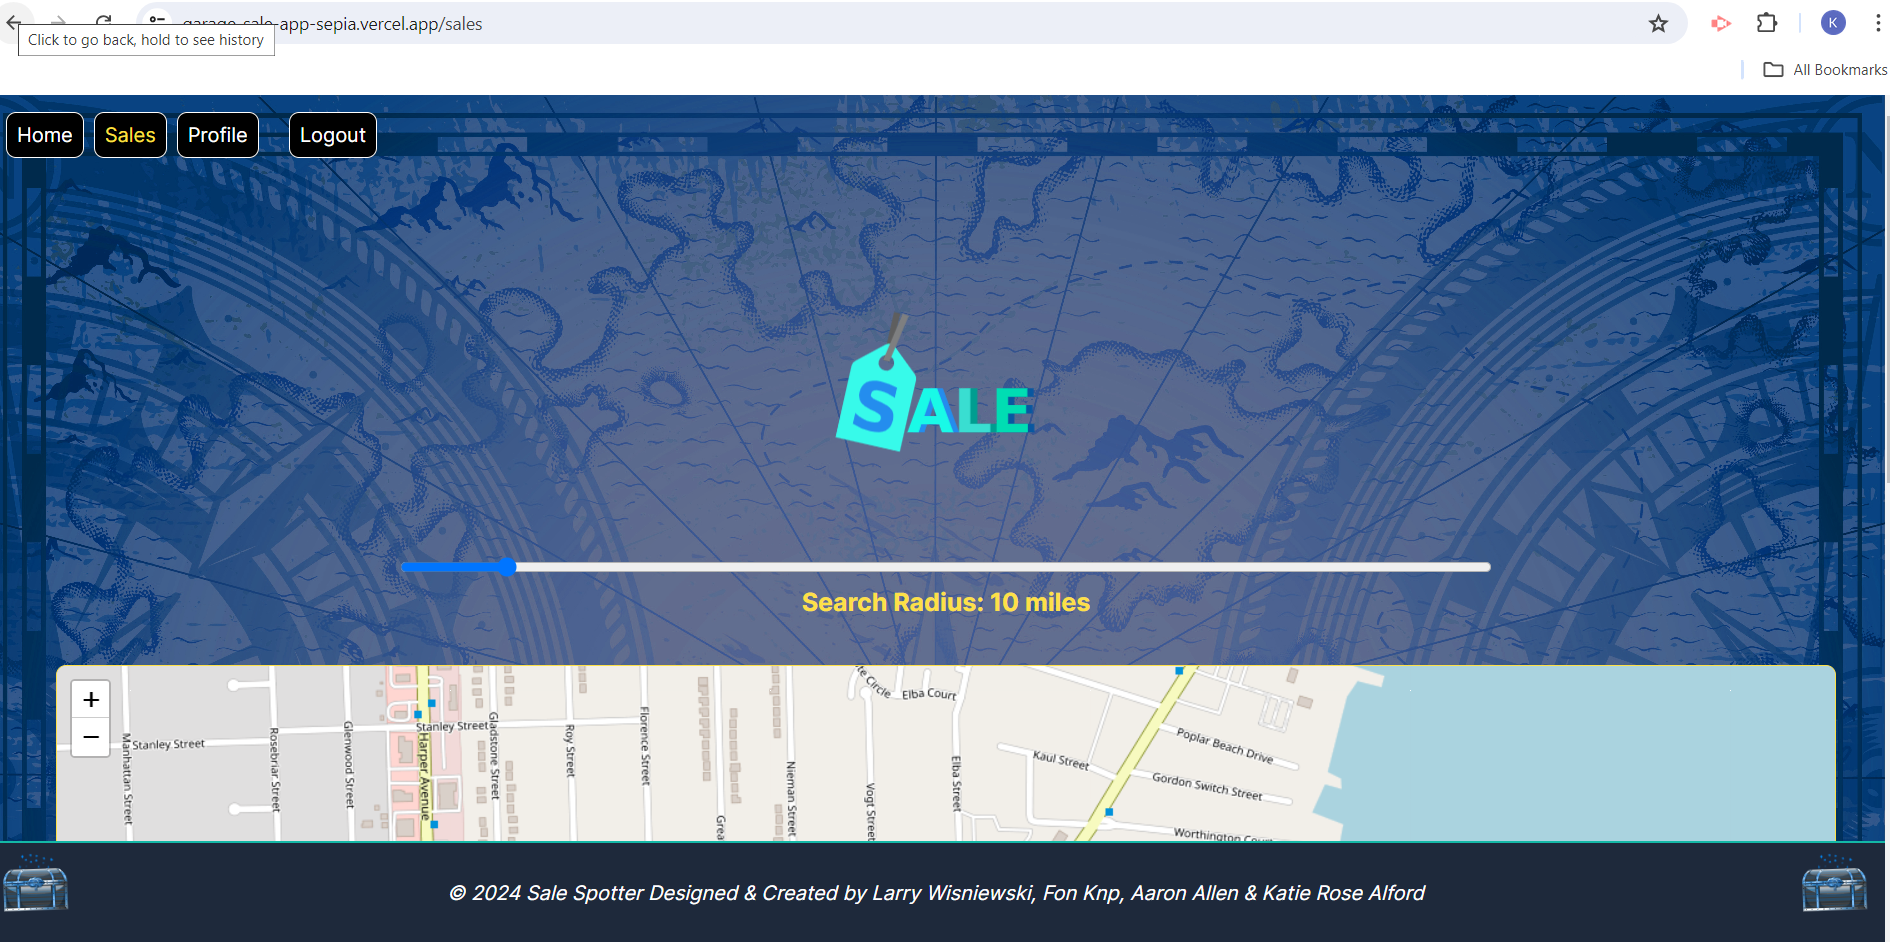 garage-sale-app-sepia.vercel.app/sales
K
Click to go back, hold to see history
All Bookmarks
Home Sales Profile Logout
SALE
Search Radius: 10 miles
+
−
Manhattan Street
Stanley Street
Rosebriar Street
Glenwood Street
Harper Avenue
Stanley Street
Gladstone Street
Roy Street
Florence Street
Grea
Nieman Street
Vogt Street
te Circle
Elba Court
Elba Street
Kaul Street
Poplar Beach Drive
Gordon Switch Street
Worthington Court
© 2024 Sale Spotter Designed & Created by Larry Wisniewski, Fon Knp, Aaron Allen & Katie Rose Alford